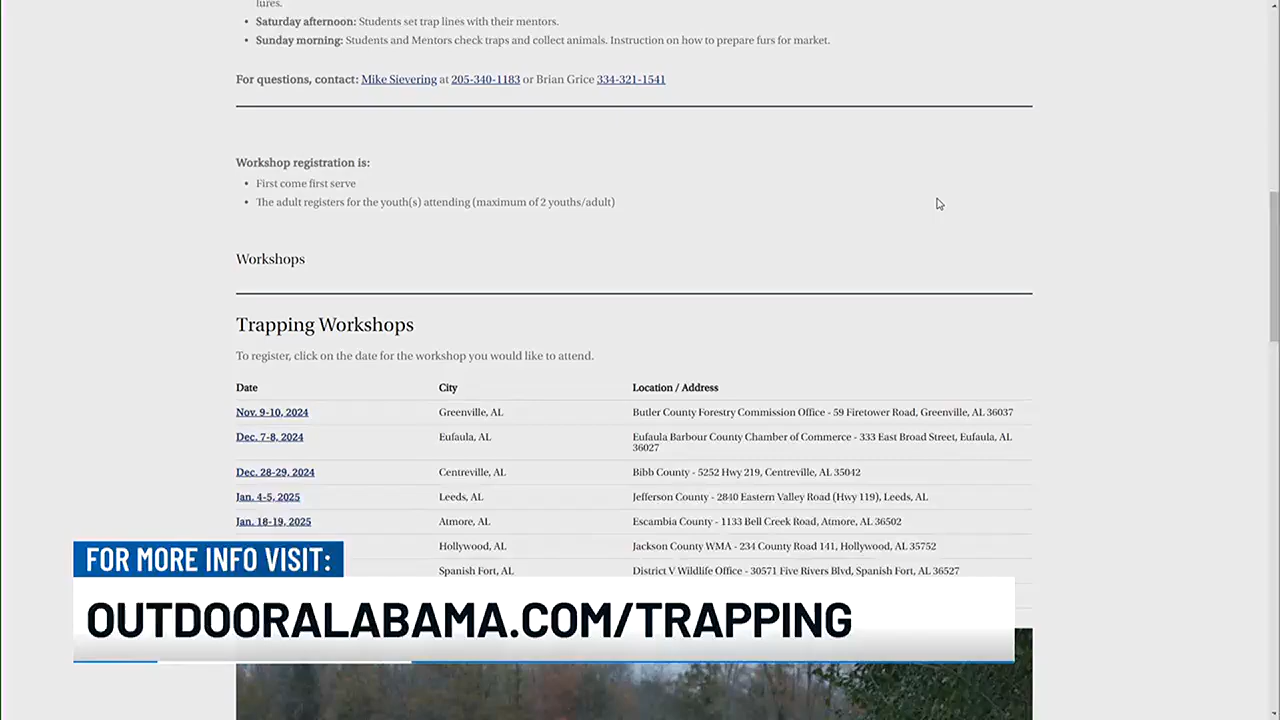 lures.
• Saturday afternoon: Students set trap lines with their mentors.
• Sunday morning: Students and Mentors check traps and collect animals. Instruction on how to prepare furs for market.
For questions, contact: Mike Sievering at 205-340-1183 or Brian Grice 334-321-1541
Workshop registration is:
• First come first serve
• The adult registers for the youth(s) attending (maximum of 2 youths/adult)
Workshops
Trapping Workshops
To register, click on the date for the workshop you would like to attend.
Date City Location / Address
Nov. 9-10, 2024 Greenville, AL Butler County Forestry Commission Office - 59 Firetower Road, Greenville, AL 36037
Dec. 7-8, 2024 Eufaula, AL Eufaula Barbour County Chamber of Commerce - 333 East Broad Street, Eufaula, AL
36027
Dec. 28-29, 2024 Centreville, AL Bibb County - 5252 Hwy 219, Centreville, AL 35042
Jan. 4-5, 2025 Leeds, AL Jefferson County - 2840 Eastern Valley Road (Hwy 119), Leeds, AL
Jan. 18-19, 2025 Atmore, AL Escambia County - 1133 Bell Creek Road, Atmore, AL 36502
Hollywood, AL Jackson County WMA - 234 County Road 141, Hollywood, AL 35752
Spanish Fort, AL District V Wildlife Office - 30571 Five Rivers Blvd, Spanish Fort, AL 36527
FOR MORE INFO VISIT:
OUTDOORALABAMA.COM/TRAPPING